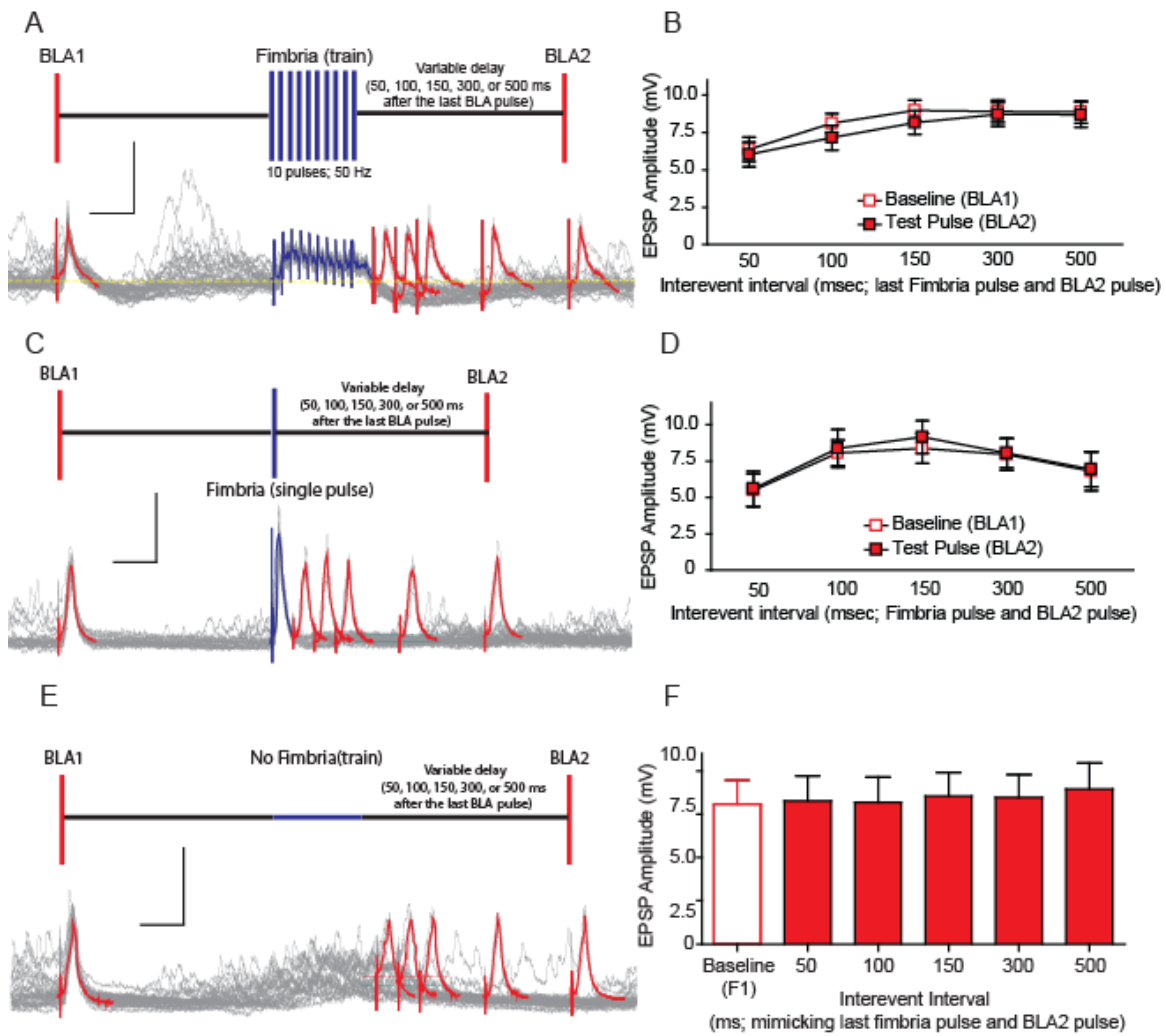 A
BLA1
Fimbria (train)
BLA2
Variable delay
(50, 100, 150, 300, or 500 ms
after the last BLA pulse)
10 pulses; 50 Hz
B
EPSP Amplitude (mV)
10.0
7.5
5.0
2.5
0
Baseline (BLA1)
Test Pulse (BLA2)
50 100 150 300 500
Interevent interval (msec; last Fimbria pulse and BLA2 pulse)
C
BLA1
BLA2
Variable delay
(50, 100, 150, 300, or 500 ms
after the last BLA pulse)
Fimbria (single pulse)
D
EPSP Amplitude (mV)
10.0
7.5
5.0
2.5
0
Baseline (BLA1)
Test Pulse (BLA2)
50 100 150 300 500
Interevent interval (msec; Fimbria pulse and BLA2 pulse)
E
BLA1
No Fimbria(train)
BLA2
Variable delay
(50, 100, 150, 300, or 500 ms
after the last BLA pulse)
F
EPSP Amplitude (mV)
10.0
7.5
5.0
2.5
0
Baseline 50 100 150 300 500
(F1)
Interevent Interval
(ms; mimicking last fimbria pulse and BLA2 pulse)